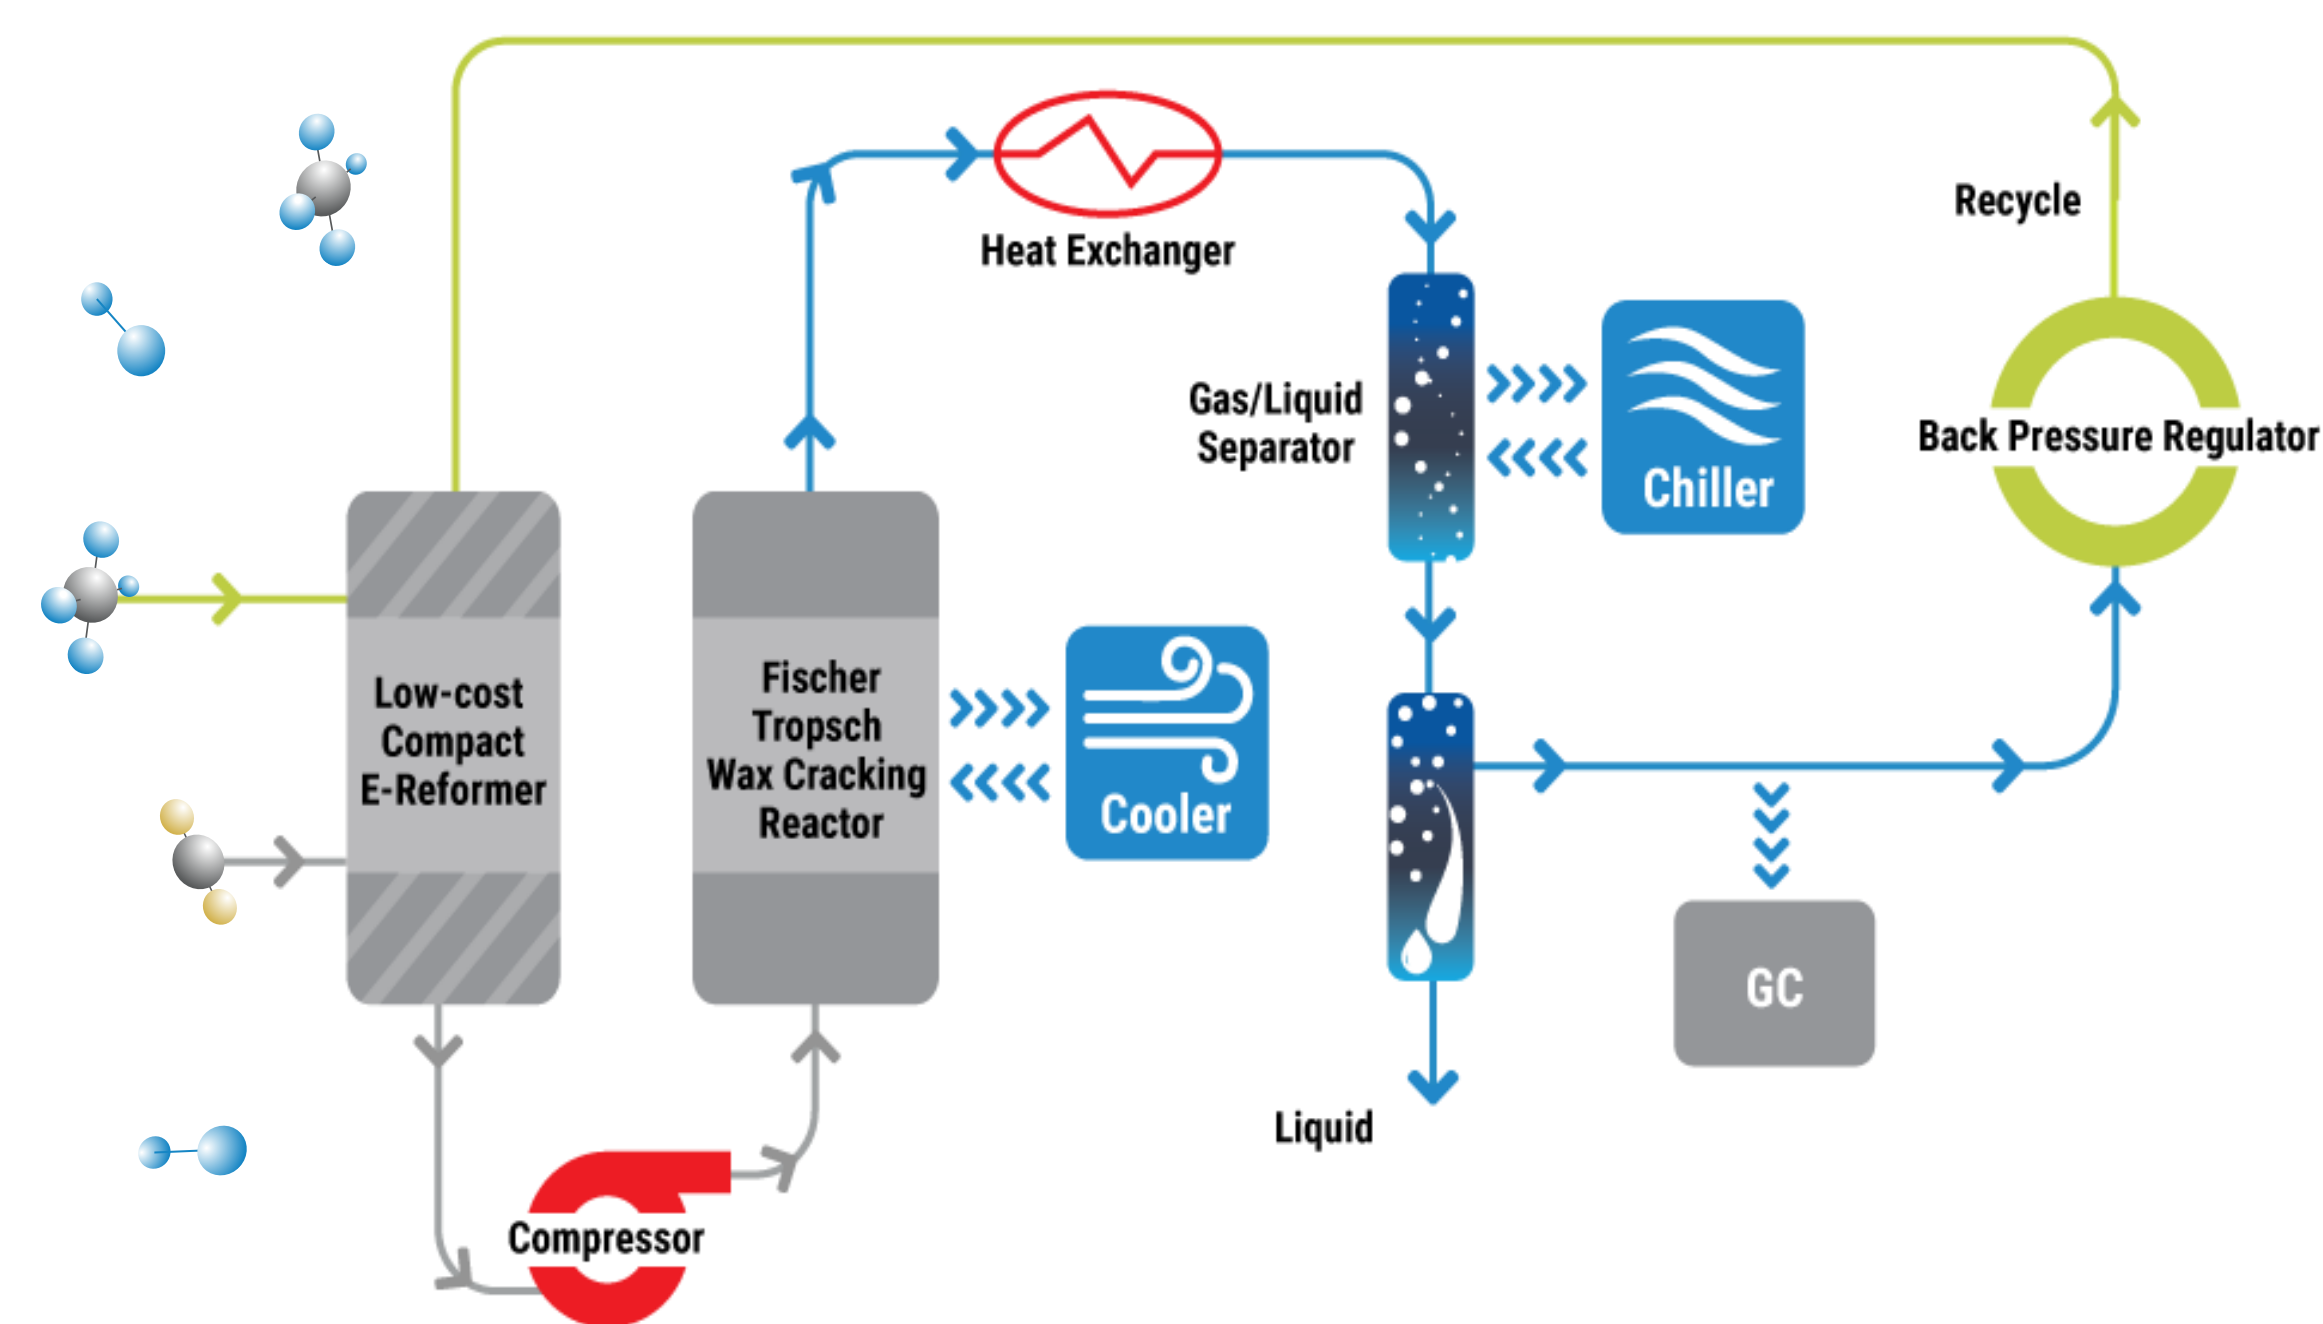 Recycle
Heat Exchanger
Gas/Liquid
Separator
Chiller
Back Pressure Regulator
Low-cost
Compact
E-Reformer
Fischer
Tropsch
Wax Cracking
Reactor
Cooler
GC
Liquid
Compressor